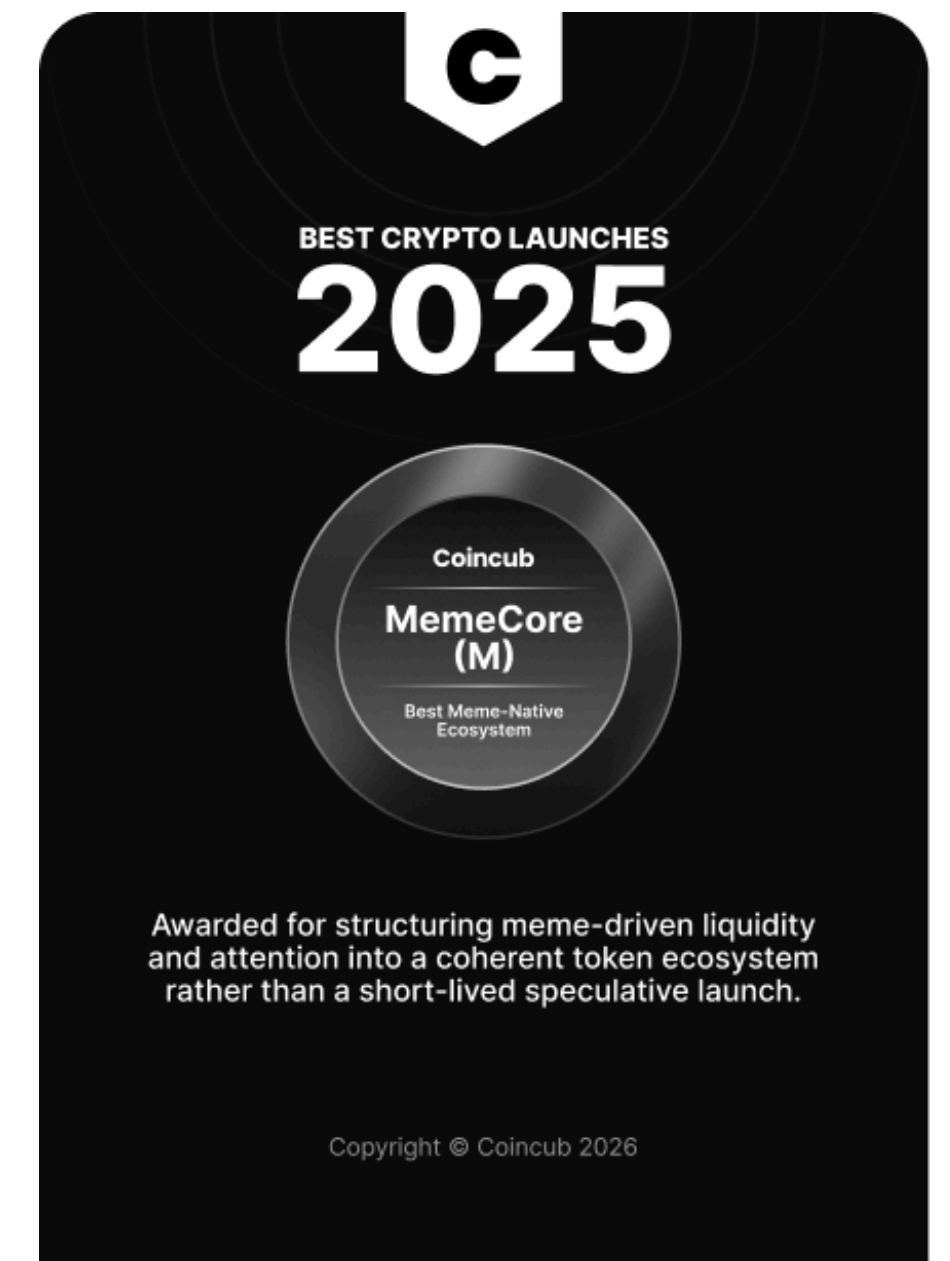 C
BEST CRYPTO LAUNCHES
2025
Coincub
MemeCore
(M)
Best Meme-Native
Ecosystem
Awarded for structuring meme-driven liquidity
and attention into a coherent token ecosystem
rather than a short-lived speculative launch.
Copyright © Coincub 2026